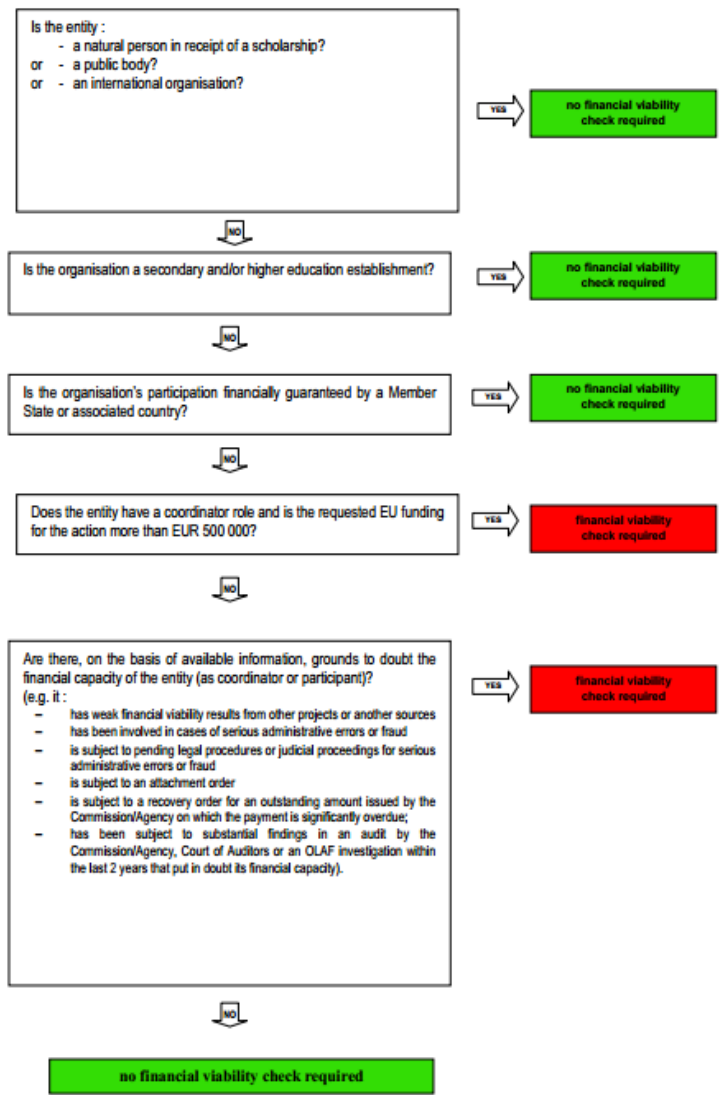 Is the entity :
- a natural person in receipt of a scholarship?
or - a public body?
or - an international organisation?
YES
no financial viability
check required
NO
Is the organisation a secondary and/or higher education establishment?
YES
no financial viability
check required
NO
Is the organisation's participation financially guaranteed by a Member
State or associated country?
YES
no financial viability
check required
NO
Does the entity have a coordinator role and is the requested EU funding
for the action more than EUR 500 000?
YES
financial viability
check required
NO
Are there, on the basis of available information, grounds to doubt the
financial capacity of the entity (as coordinator or participant)?
(e.g. it :
– has weak financial viability results from other projects or another sources
– has been involved in cases of serious administrative errors or fraud
– is subject to pending legal procedures or judicial proceedings for serious
administrative errors or fraud
– is subject to an attachment order
– is subject to a recovery order for an outstanding amount issued by the
Commission/Agency on which the payment is significantly overdue;
– has been subject to substantial findings in an audit by the
Commission/Agency, Court of Auditors or an OLAF investigation within
the last 2 years that put in doubt its financial capacity).
YES
financial viability
check required
NO
no financial viability check required